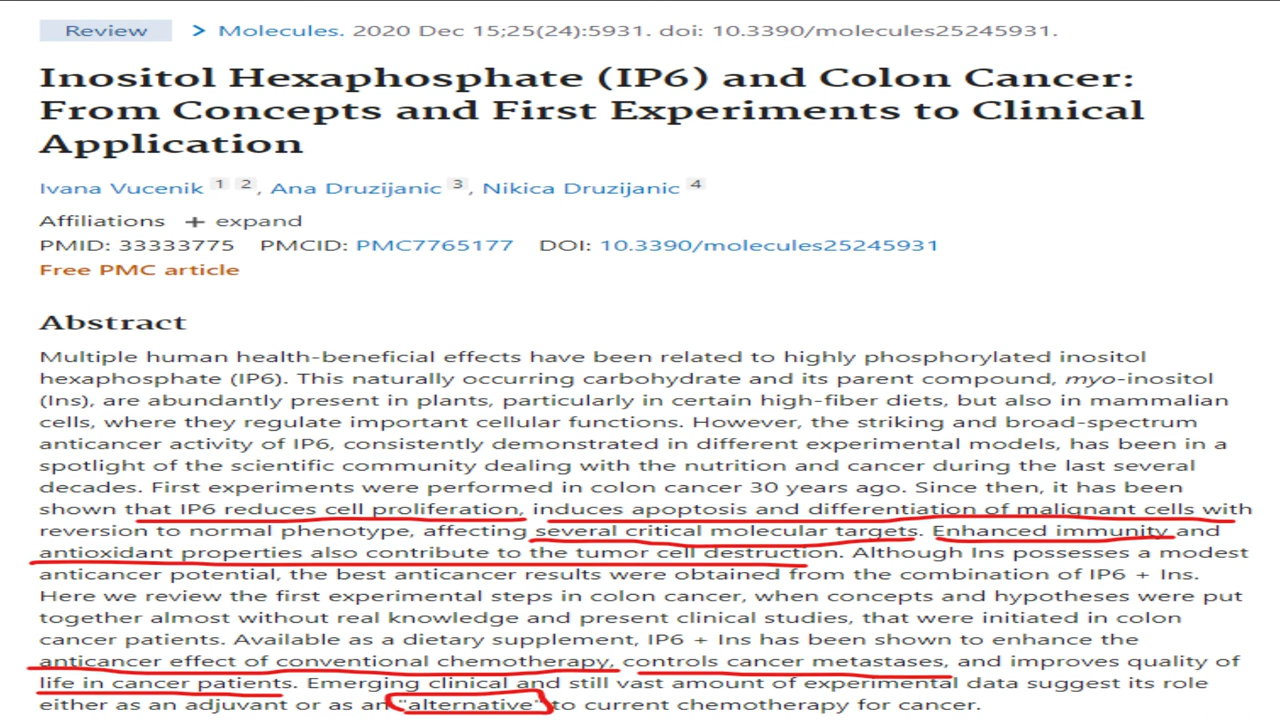 Review > Molecules. 2020 Dec 15;25(24):5931. doi: 10.3390/molecules25245931.
Inositol Hexaphosphate (IP6) and Colon Cancer:
From Concepts and First Experiments to Clinical
Application
Ivana Vucenik 1 2, Ana Druzijanic 3, Nikica Druzijanic 4
Affiliations + expand
PMID: 33333775 PMCID: PMC7765177 DOI: 10.3390/molecules25245931
Free PMC article
Abstract
Multiple human health-beneficial effects have been related to highly phosphorylated inositol
hexaphosphate (IP6). This naturally occurring carbohydrate and its parent compound, myo-inositol
(Ins), are abundantly present in plants, particularly in certain high-fiber diets, but also in mammalian
cells, where they regulate important cellular functions. However, the striking and broad-spectrum
anticancer activity of IP6, consistently demonstrated in different experimental models, has been in a
spotlight of the scientific community dealing with the nutrition and cancer during the last several
decades. First experiments were performed in colon cancer 30 years ago. Since then, it has been
shown that IP6 reduces cell proliferation, induces apoptosis and differentiation of malignant cells with
reversion to normal phenotype, affecting several critical molecular targets. Enhanced immunity and
antioxidant properties also contribute to the tumor cell destruction. Although Ins possesses a modest
anticancer potential, the best anticancer results were obtained from the combination of IP6 + Ins.
Here we review the first experimental steps in colon cancer, when concepts and hypotheses were put
together almost without real knowledge and present clinical studies, that were initiated in colon
cancer patients. Available as a dietary supplement, IP6 + Ins has been shown to enhance the
anticancer effect of conventional chemotherapy, controls cancer metastases, and improves quality of
life in cancer patients. Emerging clinical and still vast amount of experimental data suggest its role
either as an adjuvant or as an "alternative" to current chemotherapy for cancer.